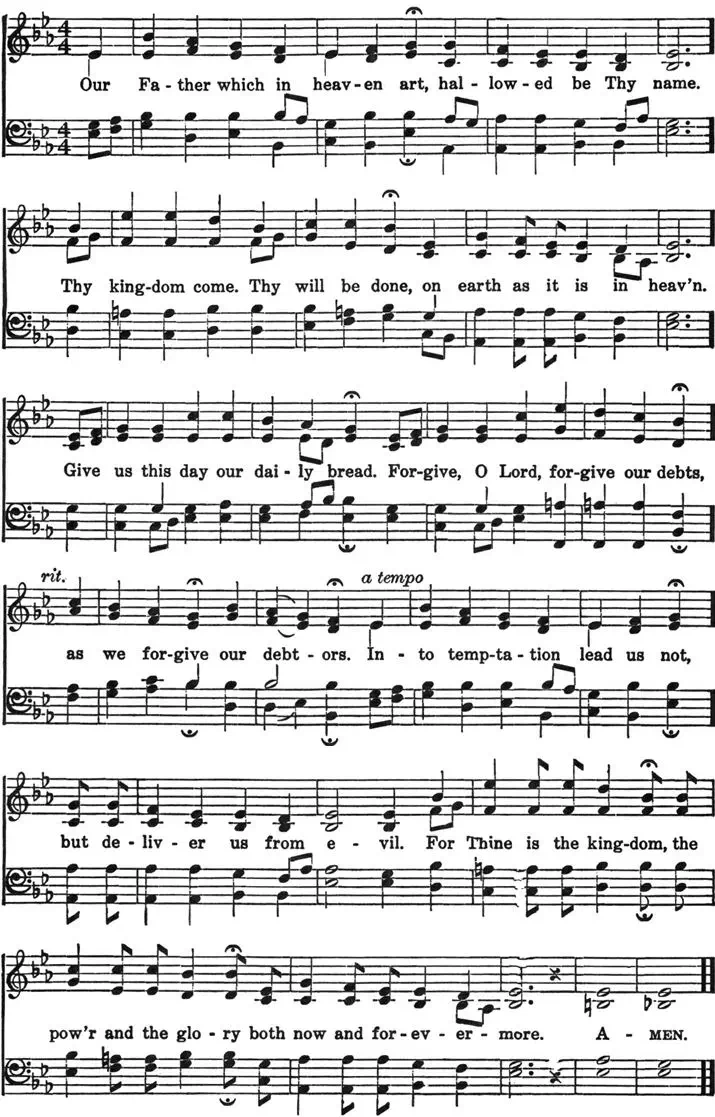 Our Fa - ther which in heav - en art, hal - low - ed be Thy name.
Thy king-dom come. Thy will be done, on earth as it is in heav'n.
Give us this day our dai - ly bread. For-give, O Lord, for-give our debts,
rit. a tempo
as we for-give our debt - ors. In - to temp-ta - tion lead us not,
but de - liv - er us from e - vil. For Thine is the king-dom, the
pow'r and the glo - ry both now and for-ev - er - more. A - MEN.